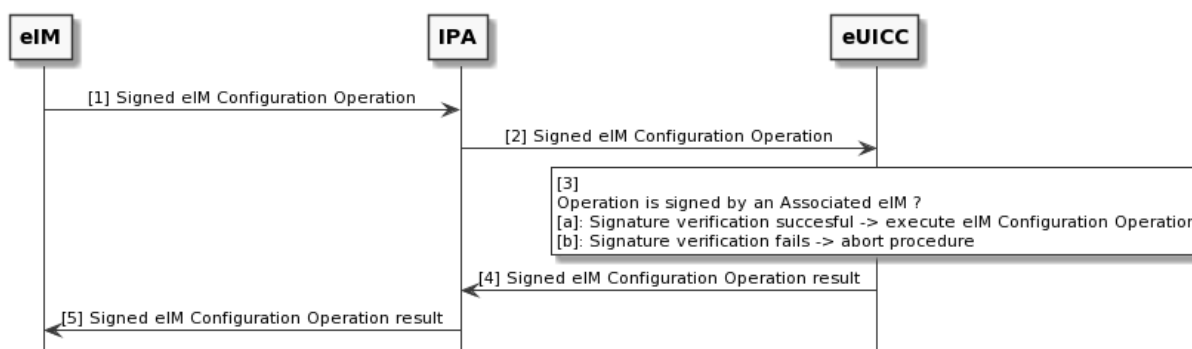 eIM IPA eUICC
[1] Signed eIM Configuration Operation
[2] Signed eIM Configuration Operation
[3]
Operation is signed by an Associated eIM ?
[a]: Signature verification succesful -> execute eIM Configuration Operation
[b]: Signature verification fails -> abort procedure
[4] Signed eIM Configuration Operation result
[5] Signed eIM Configuration Operation result